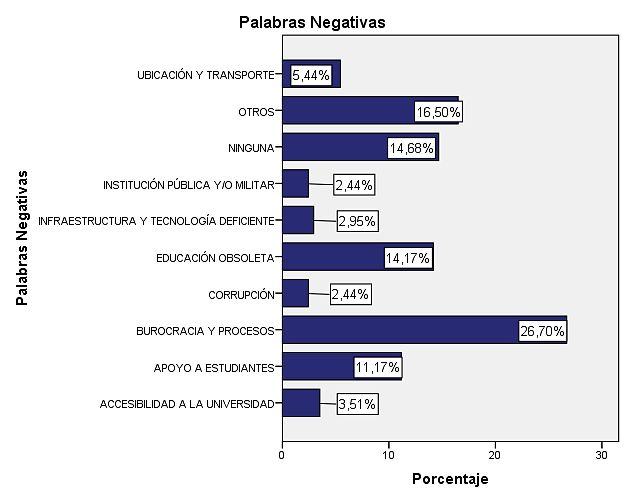 Palabras Negativas
Palabras Negativas
UBICACIÓN Y TRANSPORTE
5,44%
OTROS
16,50%
NINGUNA
14,68%
INSTITUCIÓN PÚBLICA Y/O MILITAR
2,44%
INFRAESTRUCTURA Y TECNOLOGÍA DEFICIENTE
2,95%
EDUCACIÓN OBSOLETA
14,17%
CORRUPCIÓN
2,44%
BUROCRACIA Y PROCESOS
26,70%
APOYO A ESTUDIANTES
11,17%
ACCESIBILIDAD A LA UNIVERSIDAD
3,51%
0 10 20 30
Porcentaje